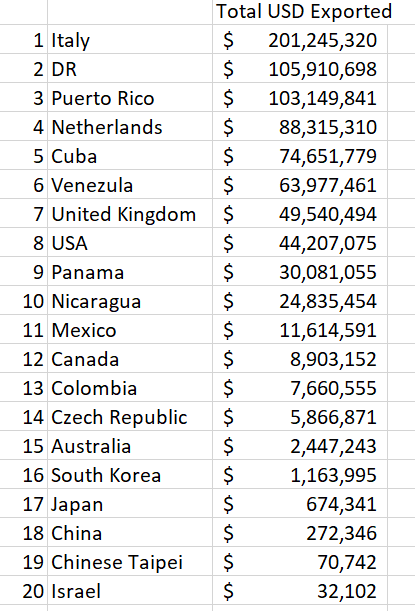 Total USD Exported
1 Italy $ 201,245,320
2 DR $ 105,910,698
3 Puerto Rico $ 103,149,841
4 Netherlands $ 88,315,310
5 Cuba $ 74,651,779
6 Venezula $ 63,977,461
7 United Kingdom $ 49,540,494
8 USA $ 44,207,075
9 Panama $ 30,081,055
10 Nicaragua $ 24,835,454
11 Mexico $ 11,614,591
12 Canada $ 8,903,152
13 Colombia $ 7,660,555
14 Czech Republic $ 5,866,871
15 Australia $ 2,447,243
16 South Korea $ 1,163,995
17 Japan $ 674,341
18 China $ 272,346
19 Chinese Taipei $ 70,742
20 Israel $ 32,102